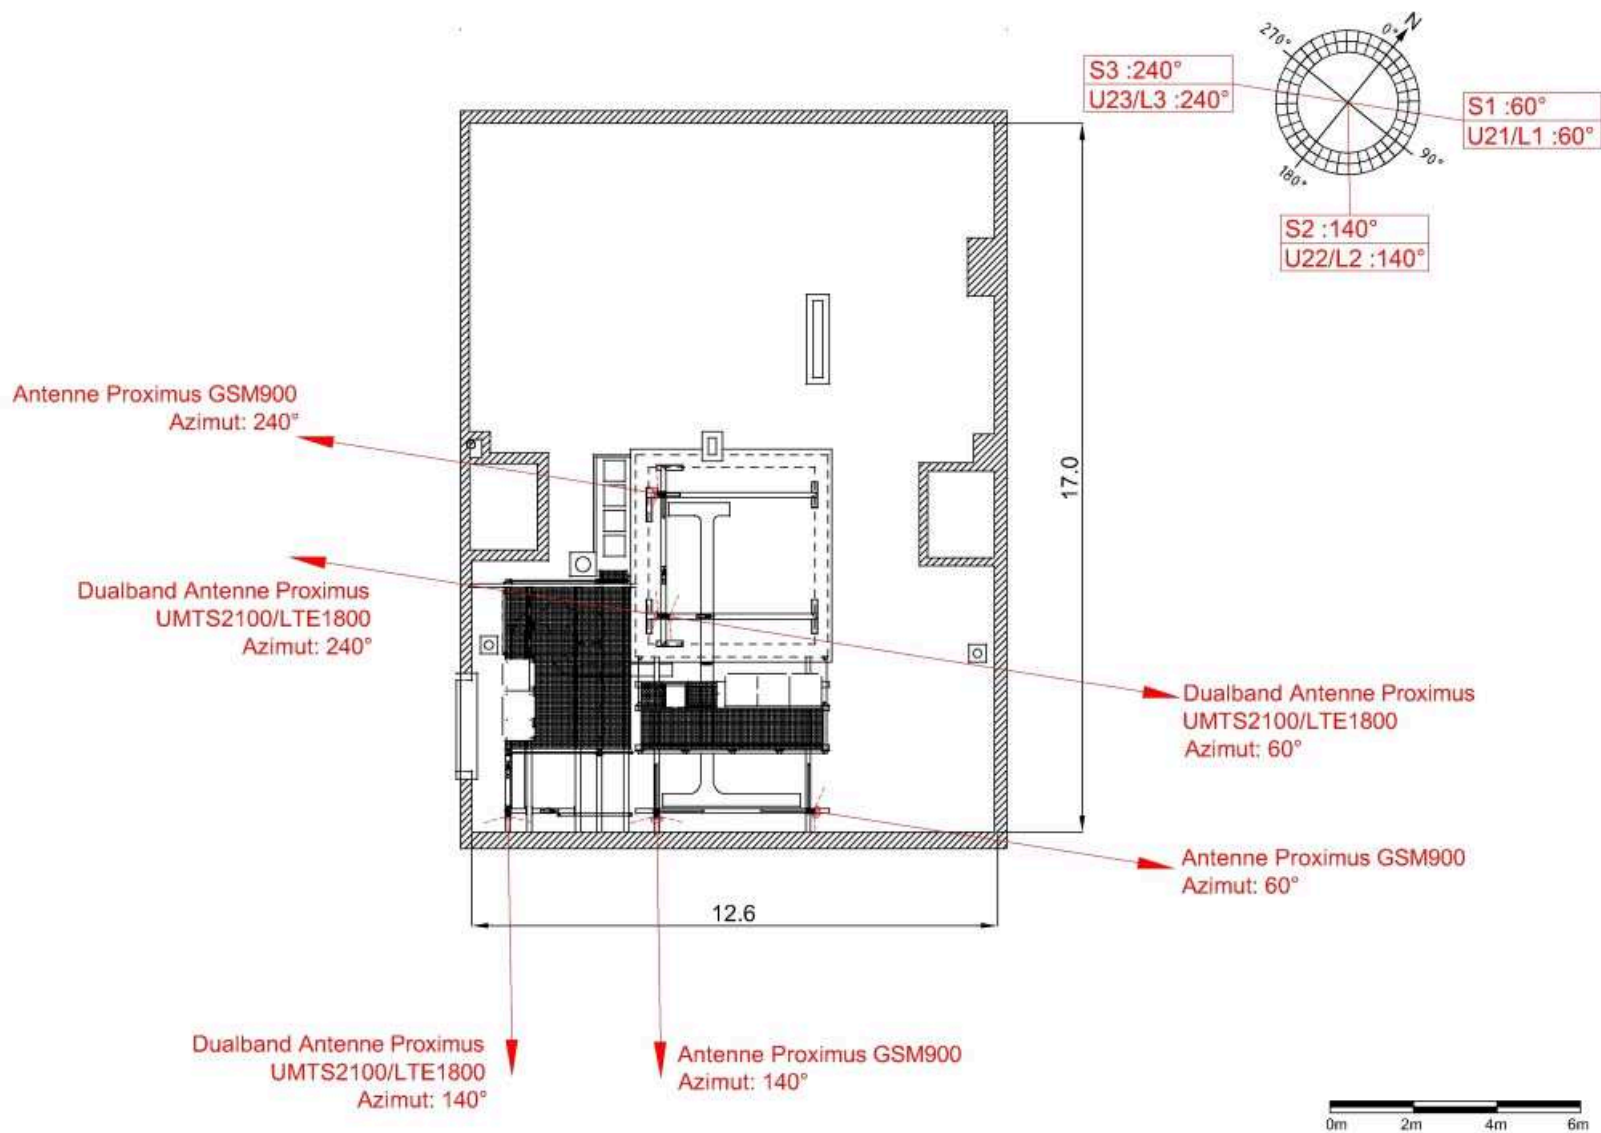 270°
0°
N
S3 :240°
U23/L3 :240°
S1 :60°
U21/L1 :60°
90°
180°
S2 :140°
U22/L2 :140°
Antenne Proximus GSM900
Azimut: 240°
17.0
Dualband Antenne Proximus
UMTS2100/LTE1800
Azimut: 240°
Dualband Antenne Proximus
UMTS2100/LTE1800
Azimut: 60°
Antenne Proximus GSM900
Azimut: 60°
12.6
Dualband Antenne Proximus
UMTS2100/LTE1800
Azimut: 140°
Antenne Proximus GSM900
Azimut: 140°
0m 2m 4m 6m